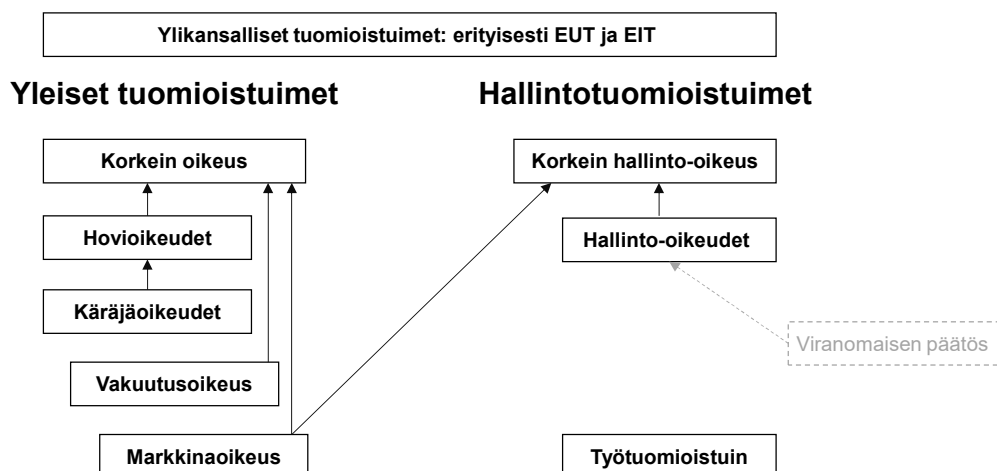 Ylikansalliset tuomioistuimet: erityisesti EUT ja EIT
Yleiset tuomioistuimet
Hallintotuomioistuimet
Korkein oikeus
Korkein hallinto-oikeus
Hovioikeudet
Hallinto-oikeudet
Käräjäoikeudet
Viranomaisen päätös
Vakuutusoikeus
Markkinaoikeus
Työtuomioistuin